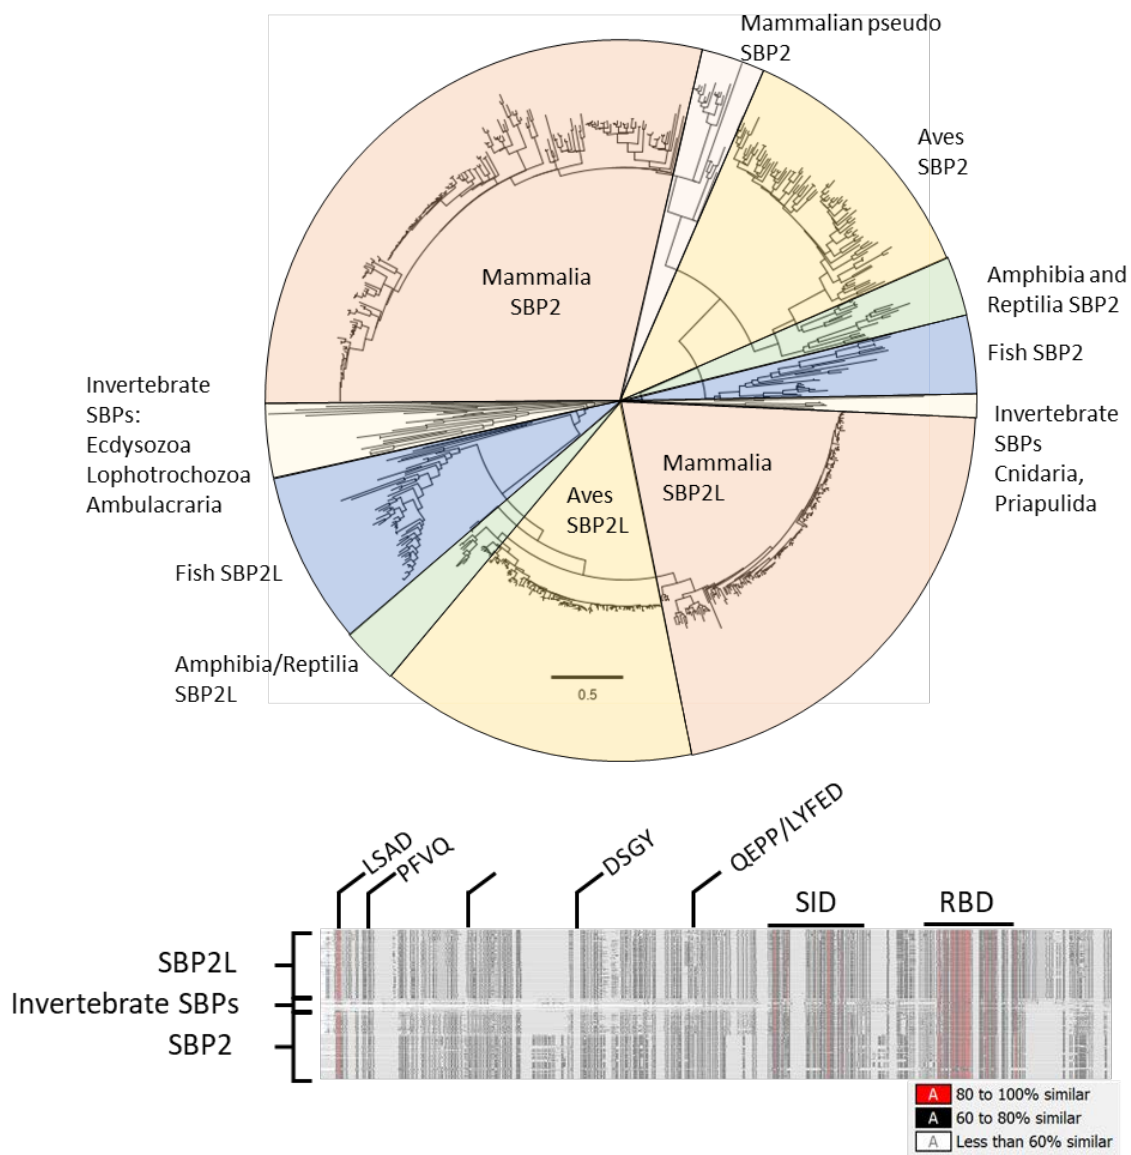 Mammalian pseudo
SBP2
Aves
SBP2
Amphibia and
Reptilia SBP2
Fish SBP2
Invertebrate
SBPs
Cnidaria,
Priapulida
Mammalia
SBP2
Mammalia
SBP2L
Aves
SBP2L
Invertebrate
SBPs:
Ecdysozoa
Lophotrochozoa
Ambulacraria
Fish SBP2L
Amphibia/Reptilia
SBP2L
0.5
LSAD
PFVQ
DSGY
QEPP/LYFED
SID
RBD
SBP2L
Invertebrate SBPs
SBP2
A 80 to 100% similar
A 60 to 80% similar
A Less than 60% similar